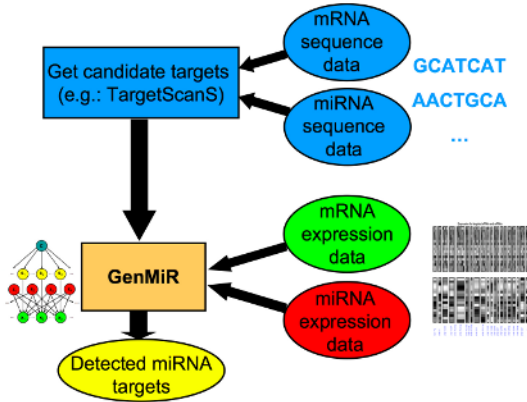 mRNA
sequence
data
Get candidate targets
(e.g.: TargetScanS)
GCATCAT
miRNA
sequence
data
AACTGCA
...
mRNA
expression
data
GenMiR
miRNA
expression
data
Detected miRNA
targets